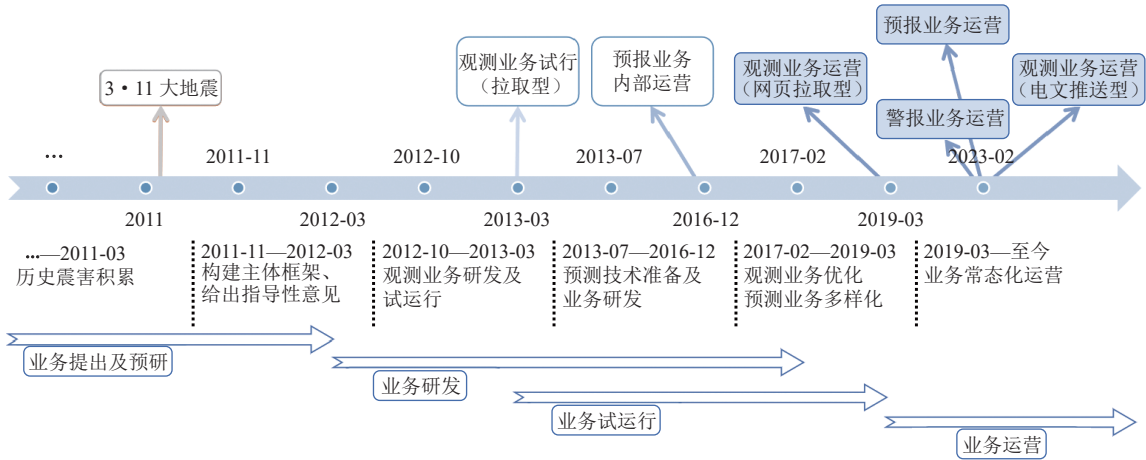 预报业务运营
3·11大地震
观测业务试行
（拉取型）
预报业务
内部运营
观测业务运营
（网页拉取型）
观测业务运营
（电文推送型）
警报业务运营
...
2011-11
2012-10
2013-07
2017-02
2023-02
2011
2012-03
2013-03
2016-12
2019-03
...—2011-03
历史震害积累
2011-11—2012-03
构建主体框架、
给出指导性意见
2012-10—2013-03
观测业务研发及
试运行
2013-07—2016-12
预测技术准备及
业务研发
2017-02—2019-03
观测业务优化
预测业务多样化
2019-03—至今
业务常态化运营
业务提出及预研
业务研发
业务试运行
业务运营